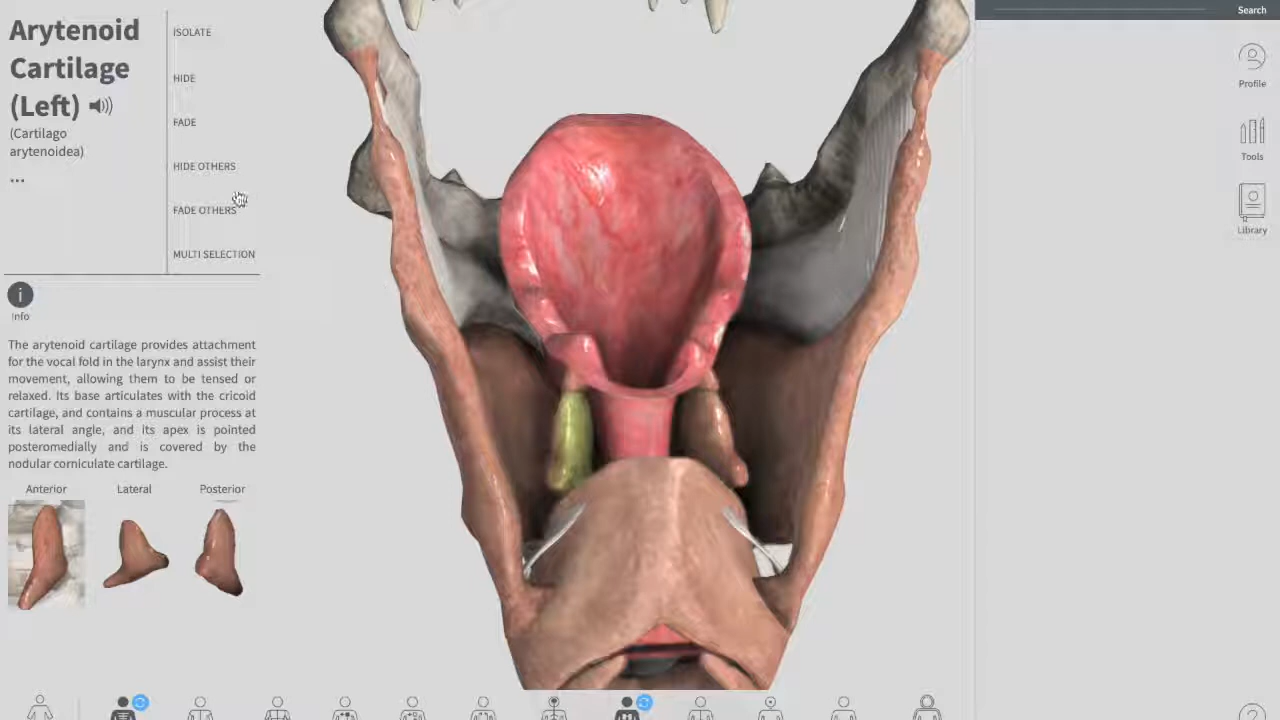 Arytenoid
Cartilage
(Left)
(Cartilago
arytenoidea)
...
ISOLATE
HIDE
FADE
HIDE OTHERS
FADE OTHERS
MULTI SELECTION
i
Info
The arytenoid cartilage provides attachment
for the vocal fold in the larynx and assist their
movement, allowing them to be tensed or
relaxed. Its base articulates with the cricoid
cartilage, and contains a muscular process at
its lateral angle, and its apex is pointed
posteromedially and is covered by the
nodular corniculate cartilage.
Anterior Lateral Posterior
Search
Profile
Tools
Library
?